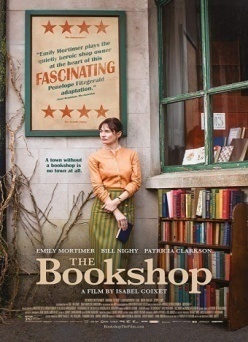 "Emily Mortimer plays the
quietly heroic shop owner
at the heart of this
FASCINATING
Penelope Fitzgerald
adaptation."
A town without
a bookshop is
no town at all.
EMILY MORTIMER BILL NIGHY PATRICIA CLARKSON
THE
Bookshop
A FILM BY ISABEL COIXET